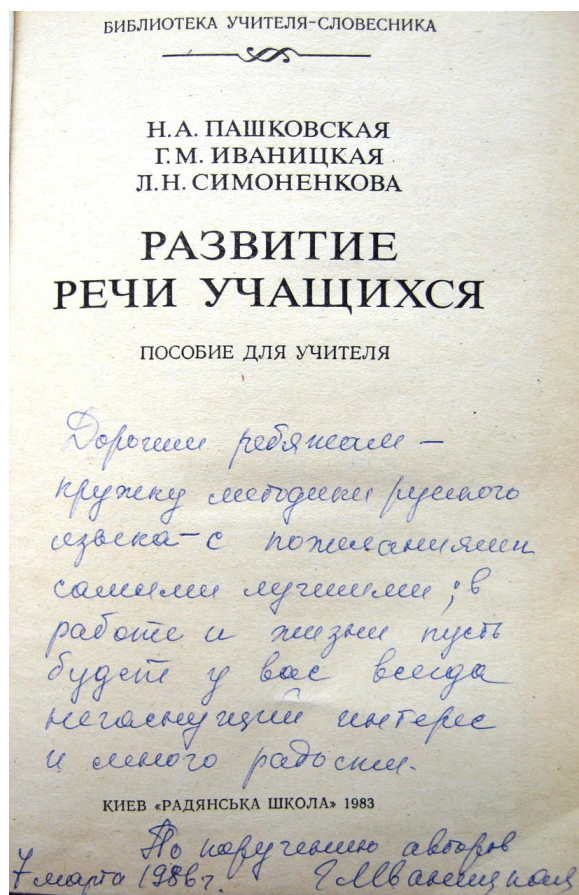 БИБЛИОТЕКА УЧИТЕЛЯ-СЛОВЕСНИКА
Н.А. ПАШКОВСКАЯ
Г.М. ИВАНИЦКАЯ
Л.Н. СИМОНЕНКОВА
РАЗВИТИЕ
РЕЧИ УЧАЩИХСЯ
ПОСОБИЕ ДЛЯ УЧИТЕЛЯ
Дорогим ребятам –
кружку методики русского
языка – с пожеланиями
самыми лучшими; в
работе и жизни пусть
будет у вас всегда
негаснущий интерес
и много радости.
КИЕВ «РАДЯНСЬКА ШКОЛА» 1983
По поручению авторов
7 марта 1986г. ГМИваницкая